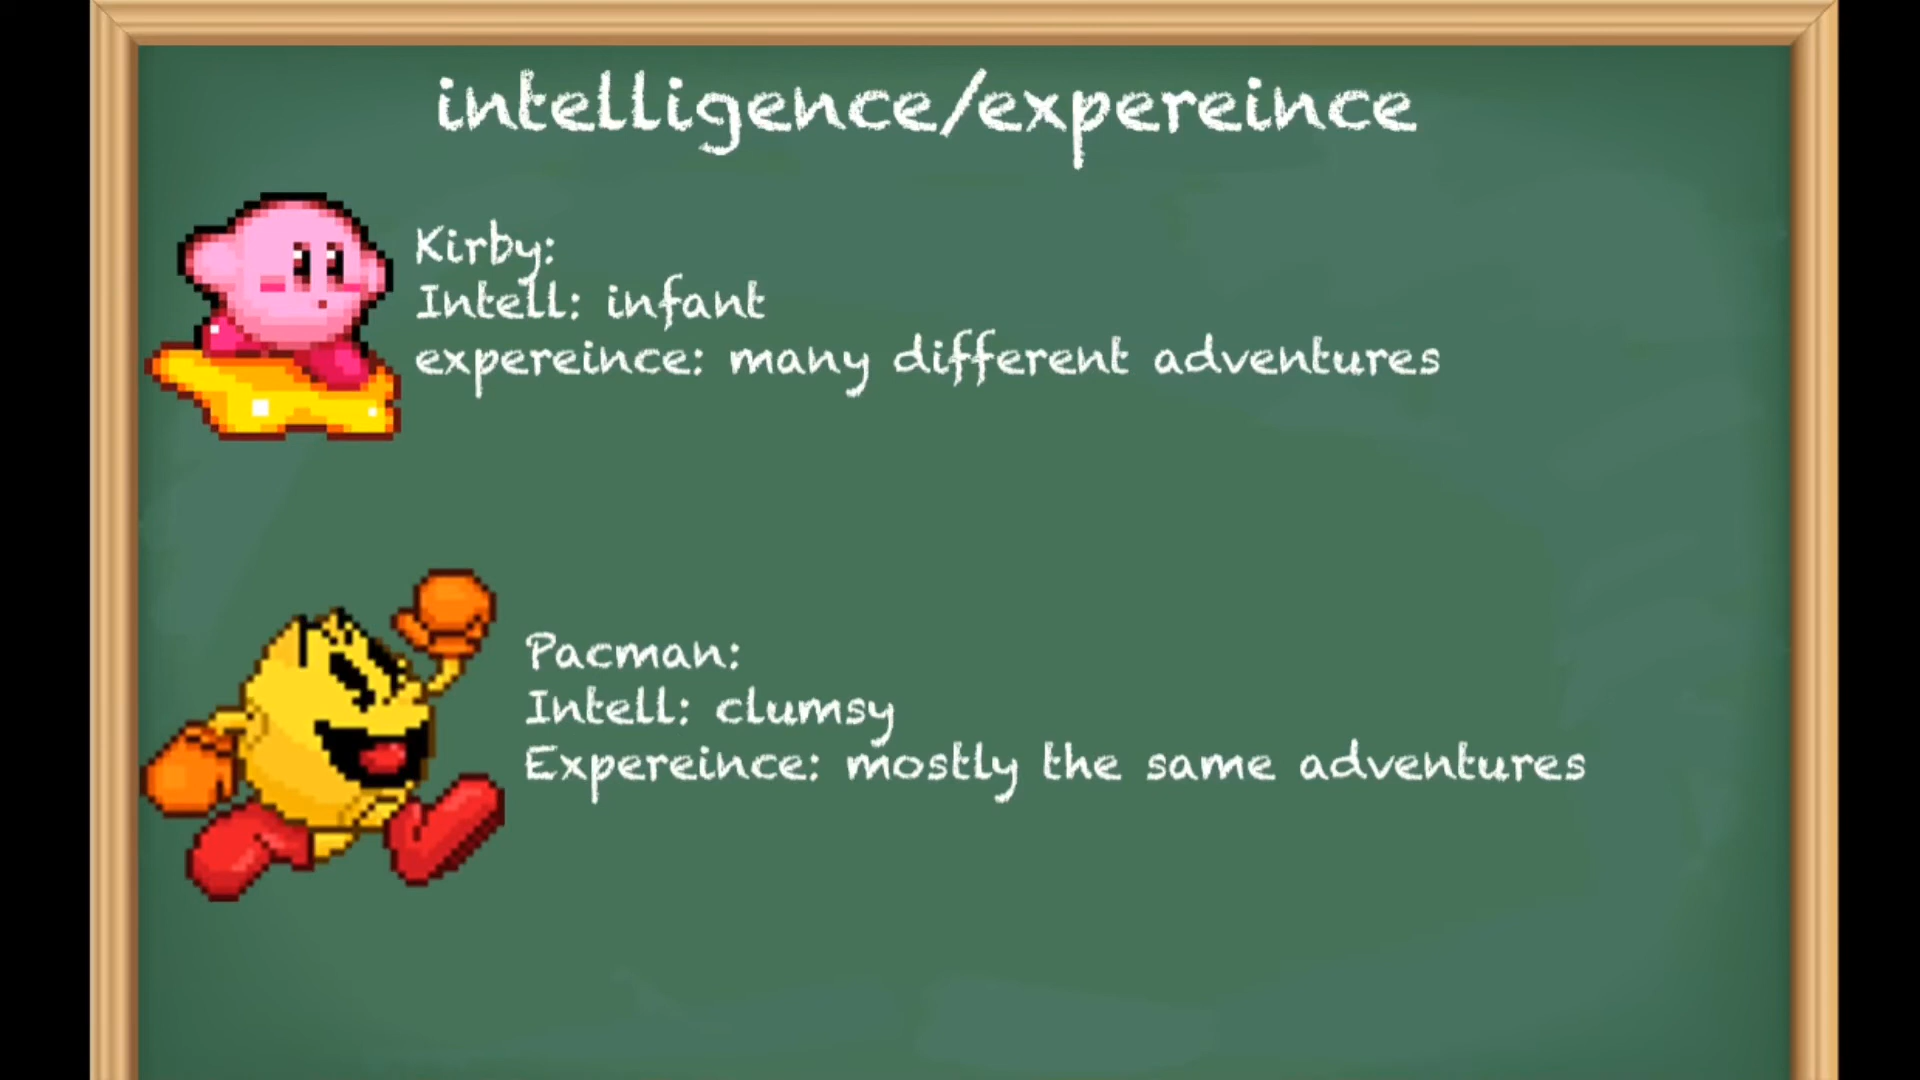 intelligence/expereince
Kirby:
Intell: infant
expereince: many different adventures
Pacman:
Intell: clumsy
Expereince: mostly the same adventures